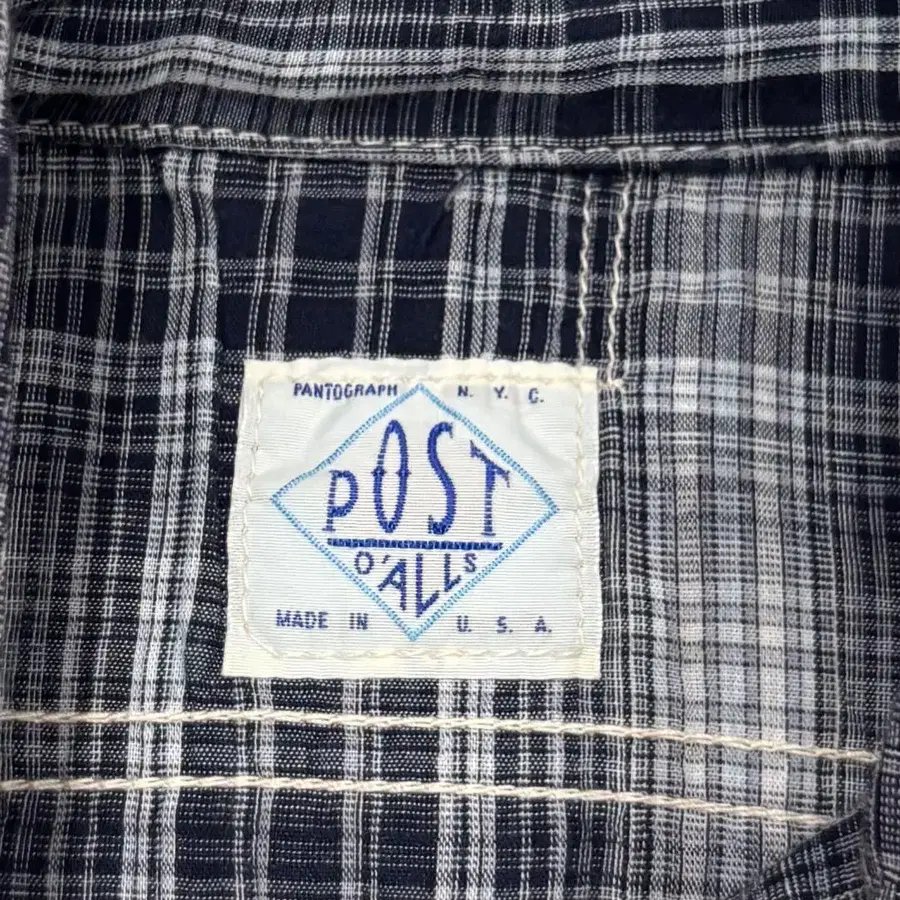 PANTOGRAPH N. Y. C.
POST
O'ALLS
MADE IN U. S. A.